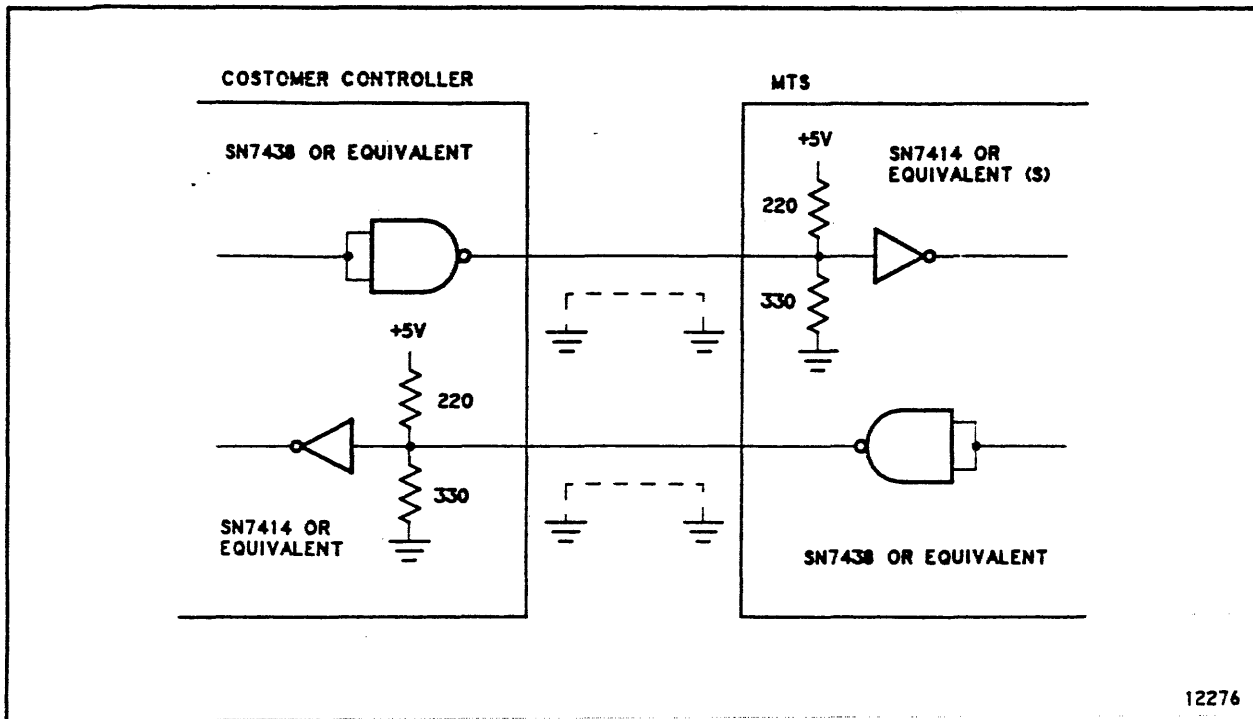 COSTOMER CONTROLLER
MTS
SN7438 OR EQUIVALENT
+5V
SN7414 OR
EQUIVALENT (S)
220
330
+5V
220
330
SN7414 OR
EQUIVALENT
SN7438 OR EQUIVALENT
12276